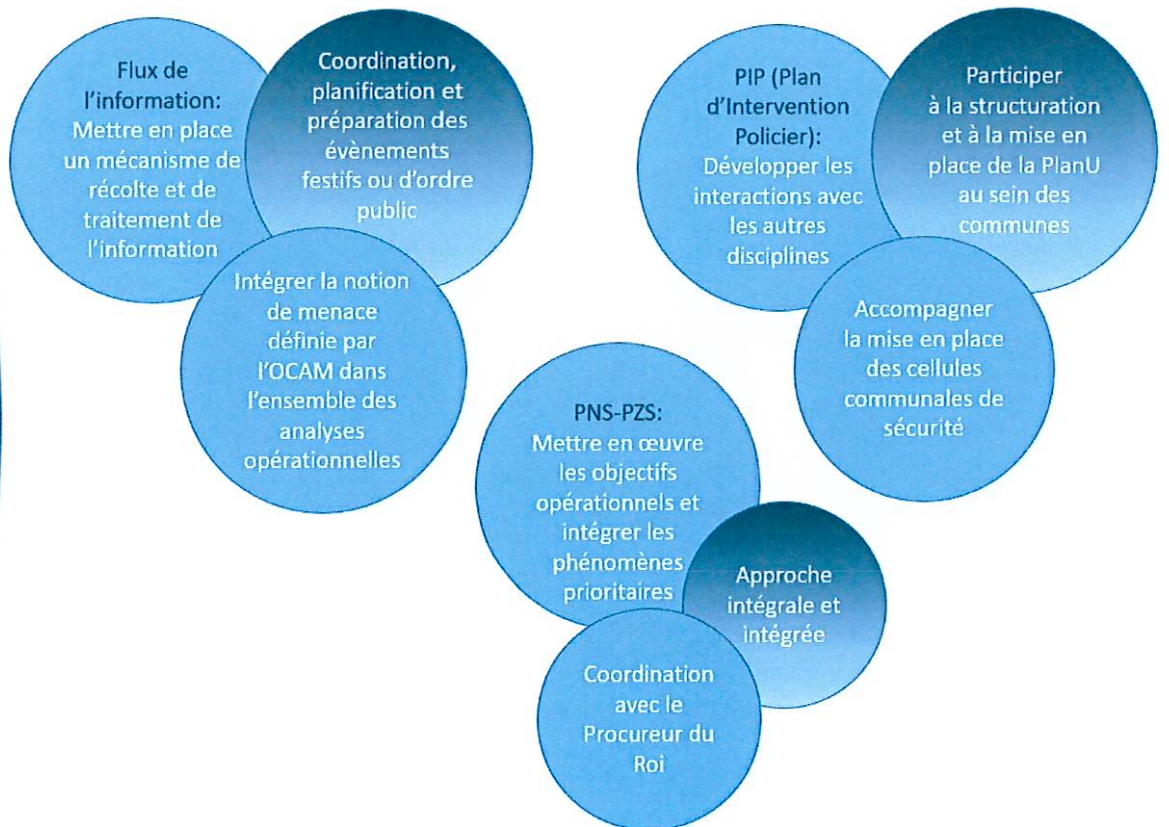 Flux de
l'information:
Mettre en place
un mécanisme de
récolte et de
traitement de
l'information
Coordination,
planification et
préparation des
évènements
festifs ou d'ordre
public
Intégrer la notion
de menace
définie par
l'OCAM dans
l'ensemble des
analyses
opérationnelles
PIP (Plan
d'Intervention
Policier):
Développer les
interactions avec
les autres
disciplines
Participer
à la structuration
et à la mise en
place de la PlanU
au sein des
communes
Accompagner
la mise en place
des cellules
communales de
sécurité
PNS-PZS:
Mettre en œuvre
les objectifs
opérationnels et
intégrer les
phénomènes
prioritaires
Approche
intégrale et
intégrée
Coordination
avec le
Procureur du
Roi